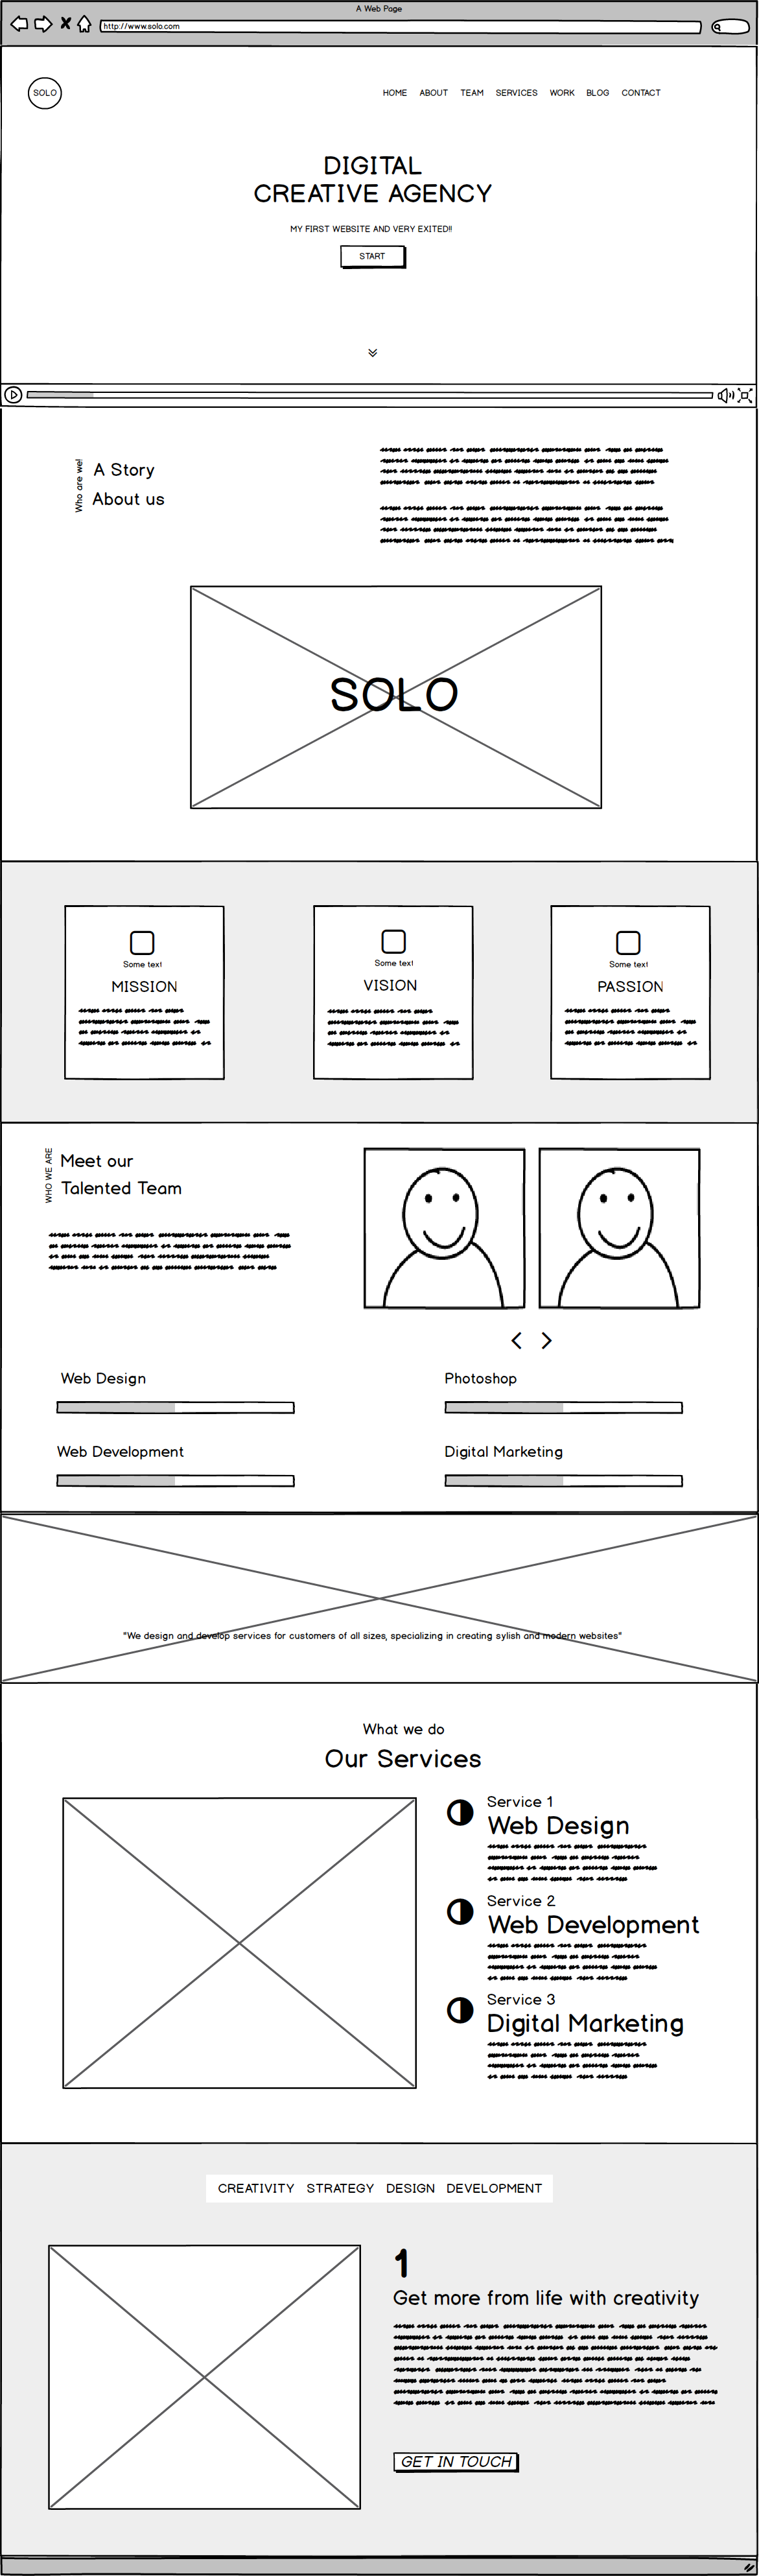 A Web Page
http://www.solo.com
SOLO
HOME ABOUT TEAM SERVICES WORK BLOG CONTACT
DIGITAL
CREATIVE AGENCY
MY FIRST WEBSITE AND VERY EXITED!!
START
Who are we!
A Story
About us
SOLO
Some text
MISSION
Some text
VISION
Some text
PASSION
WHO WE ARE
Meet our
Talented Team
Web Design
Photoshop
Web Development
Digital Marketing
"We design and develop services for customers of all sizes, specializing in creating sylish and modern websites"
What we do
Our Services
Service 1
Web Design
Service 2
Web Development
Service 3
Digital Marketing
CREATIVITY STRATEGY DESIGN DEVELOPMENT
1
Get more from life with creativity
GET IN TOUCH